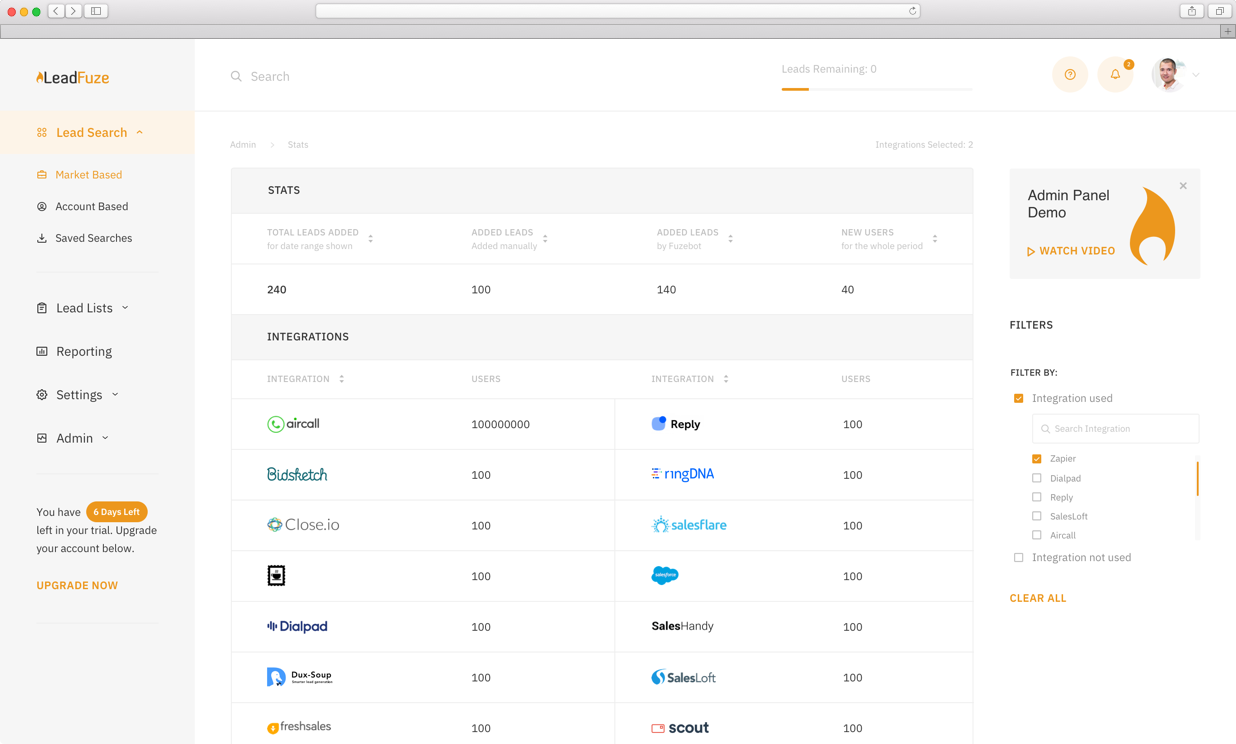 LeadFuze
Search
Leads Remaining: 0
2
Lead Search
Market Based
Account Based
Saved Searches
Lead Lists
Reporting
Settings
Admin
You have 6 Days Left
left in your trial. Upgrade
your account below.
UPGRADE NOW
Admin > Stats
Integrations Selected: 2
STATS
TOTAL LEADS ADDED
for date range shown
ADDED LEADS
Added manually
ADDED LEADS
by Fuzebot
NEW USERS
for the whole period
240 100 140 40
INTEGRATIONS
INTEGRATION USERS INTEGRATION USERS
aircall 100000000 Reply 100
Bidsketch 100 ringDNA 100
Close.io 100 salesflare 100
100 salesforce 100
Dialpad 100 SalesHandy 100
Dux-Soup
Smarter lead generation
100 SalesLoft 100
freshsales 100 scout 100
Admin Panel
Demo
WATCH VIDEO
FILTERS
FILTER BY:
Integration used
Search Integration
Zapier
Dialpad
Reply
SalesLoft
Aircall
Integration not used
CLEAR ALL